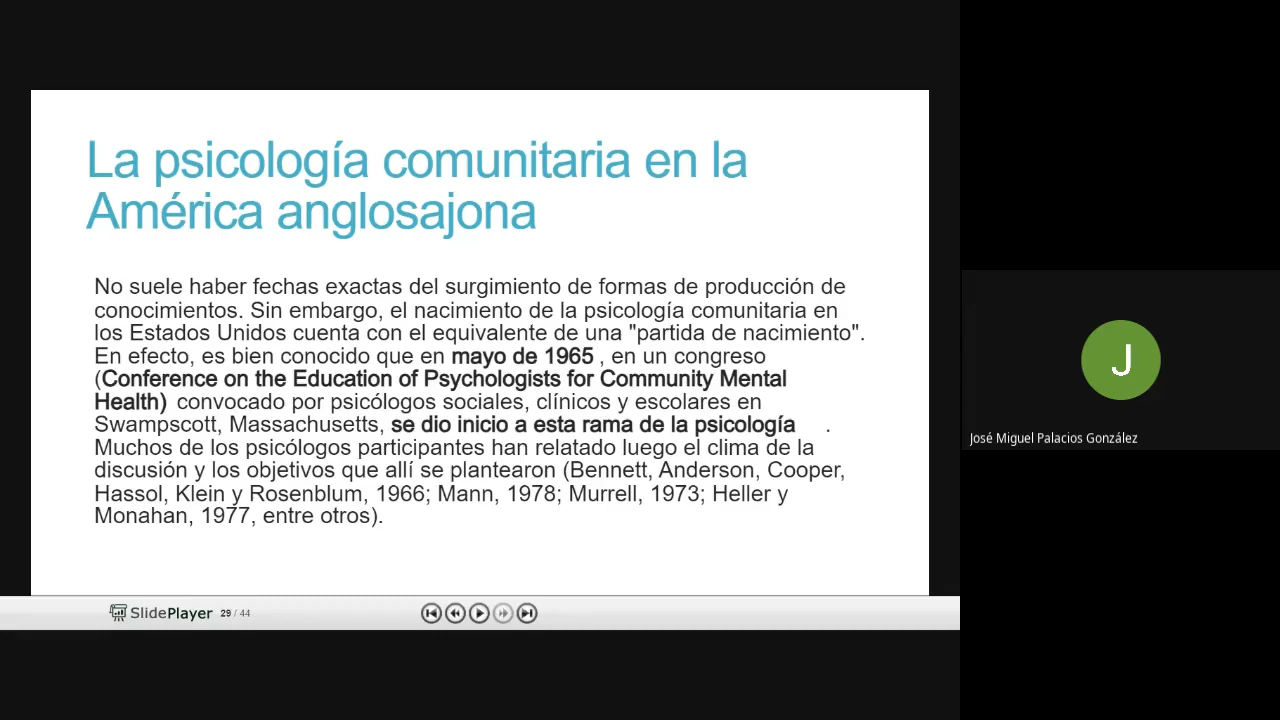 La psicología comunitaria en la
América anglosajona
No suele haber fechas exactas del surgimiento de formas de producción de
conocimientos. Sin embargo, el nacimiento de la psicología comunitaria en
los Estados Unidos cuenta con el equivalente de una "partida de nacimiento".
En efecto, es bien conocido que en mayo de 1965 , en un congreso
(Conference on the Education of Psychologists for Community Mental
Health) convocado por psicólogos sociales, clínicos y escolares en
Swampscott, Massachusetts, se dio inicio a esta rama de la psicología .
Muchos de los psicólogos participantes han relatado luego el clima de la
discusión y los objetivos que allí se plantearon (Bennett, Anderson, Cooper,
Hassol, Klein y Rosenblum, 1966; Mann, 1978; Murrell, 1973; Heller y
Monahan, 1977, entre otros).
SlidePlayer 29 / 44
J
José Miguel Palacios González